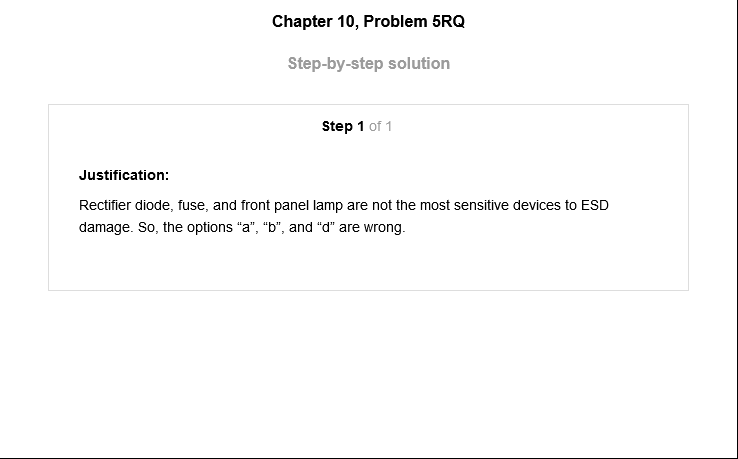 Chapter 10, Problem 5RQ
Step-by-step solution
Step 1 of 1
Justification:
Rectifier diode, fuse, and front panel lamp are not the most sensitive devices to ESD
damage. So, the options “a”, “b”, and “d” are wrong.